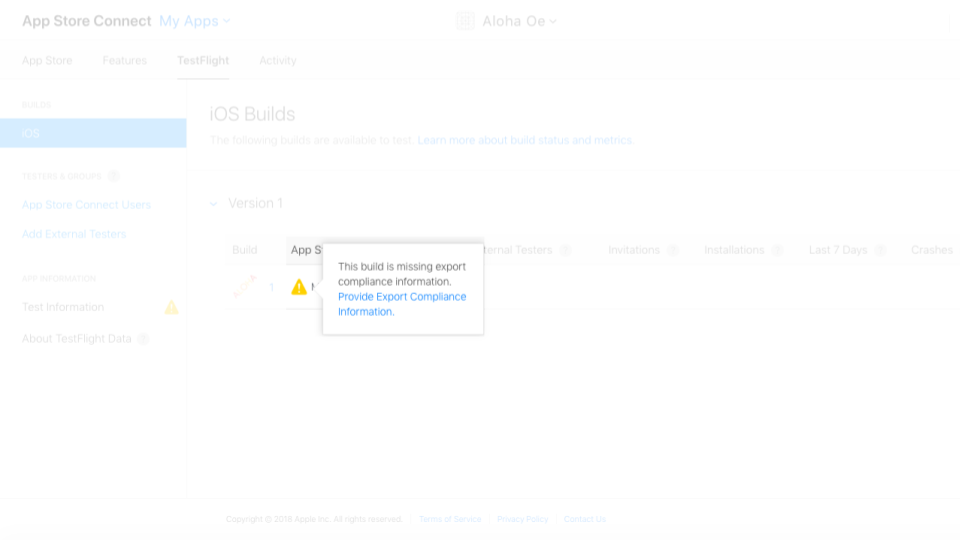 App Store Connect My Apps
Aloha Oe
App Store Features TestFlight Activity
BUILDS
iOS
TESTERS & GROUPS ?
App Store Connect Users
Add External Testers
APP INFORMATION
Test Information
About TestFlight Data ?
iOS Builds
The following builds are available to test. Learn more about build status and metrics.
Version 1
Build App S ternal Testers ? Invitations ? Installations ? Last 7 Days ? Crashes
1 M
This build is missing export
compliance information.
Provide Export Compliance
Information.
Copyright © 2018 Apple Inc. All rights reserved. Terms of Service Privacy Policy Contact Us